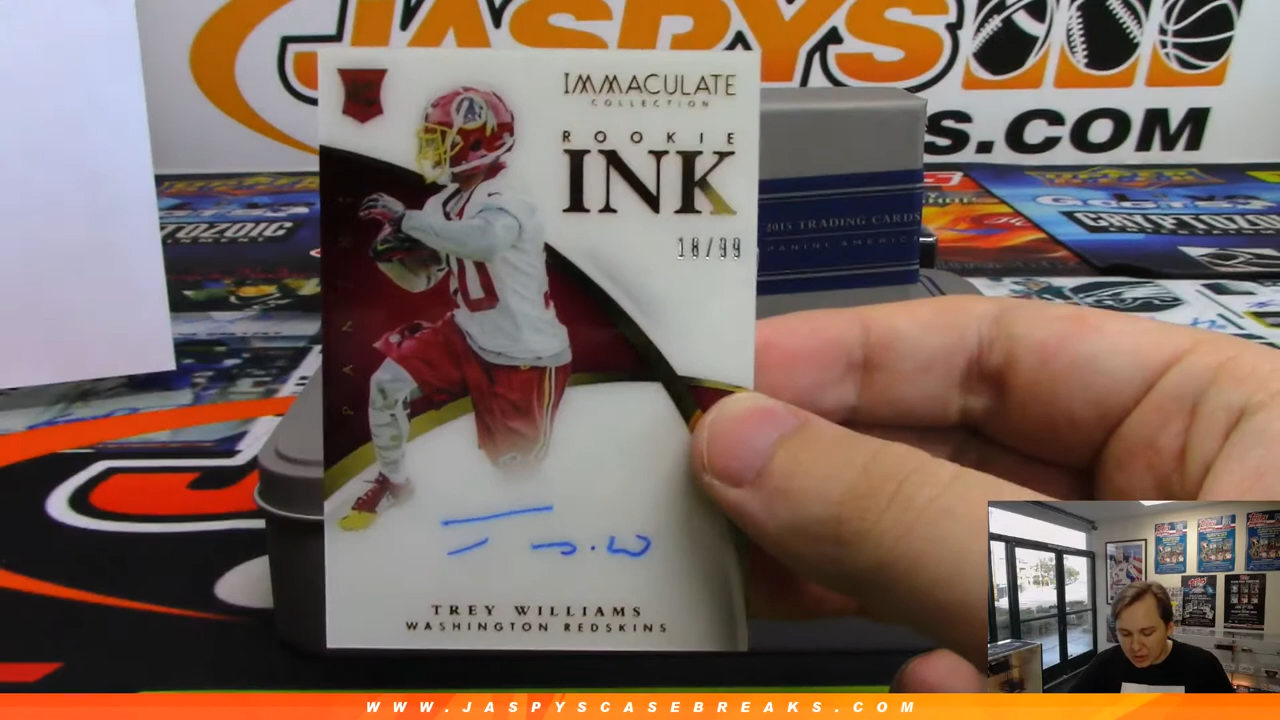 JASPYS
S.COM
IMMACULATE
COLLECTION
ROOKIE
INK
18/99
2015 TRADING CARDS
PANINI AMERICA
CRYPTOZOIC
TOZOIC
TREY WILLIAMS
WASHINGTON REDSKINS
WWW.JASPYSCASEBREAKS.COM